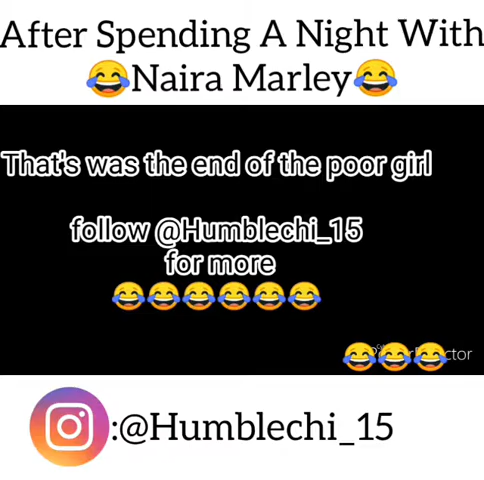 After Spending A Night With
😂Naira Marley😂
That's was the end of the poor girl
follow @Humblechi_15
for more
😂😂😂😂😂😂
😂😂😂ctor
:@Humblechi_15